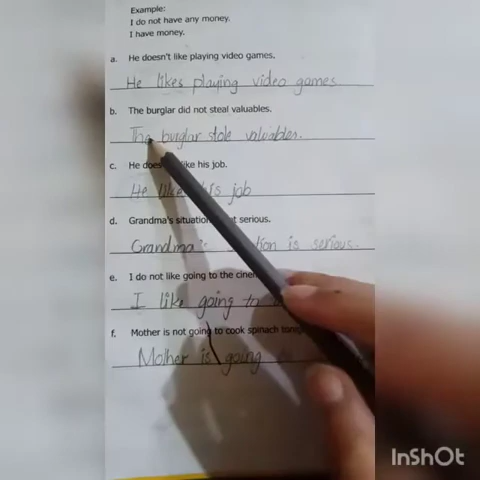 Example:
I do not have any money.
I have money.
a. He doesn't like playing video games.
He likes playing video games.
b. The burglar did not steal valuables.
The burglar stole valuables.
c. He does like his job.
He his job
d. Grandma's situation serious.
Grandma's is serious.
e. I do not like going to the
I like going to
f. Mother is not going to cook spinach
Mother is going
InShOt